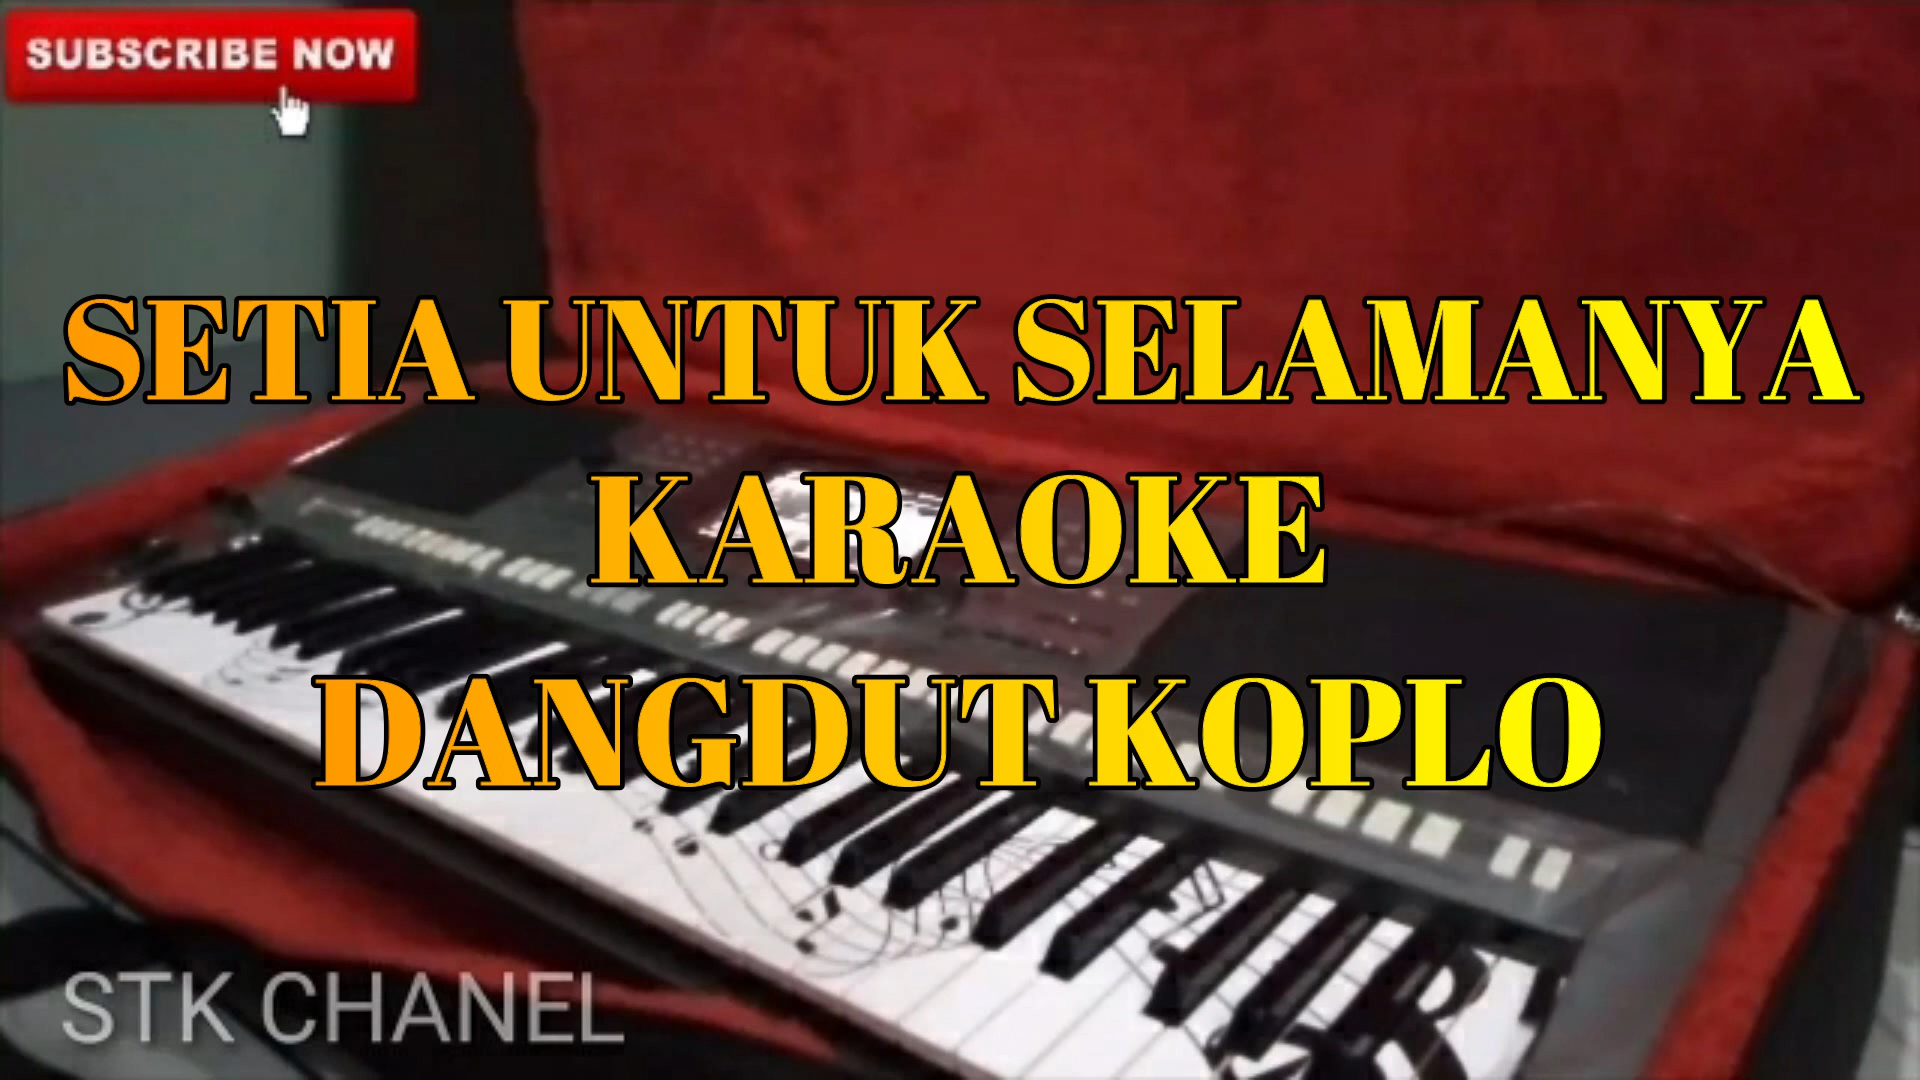 SUBSCRIBE NOW
SETIA UNTUK SELAMANYA
KARAOKE
DANGDUT KOPLO
STK CHANEL